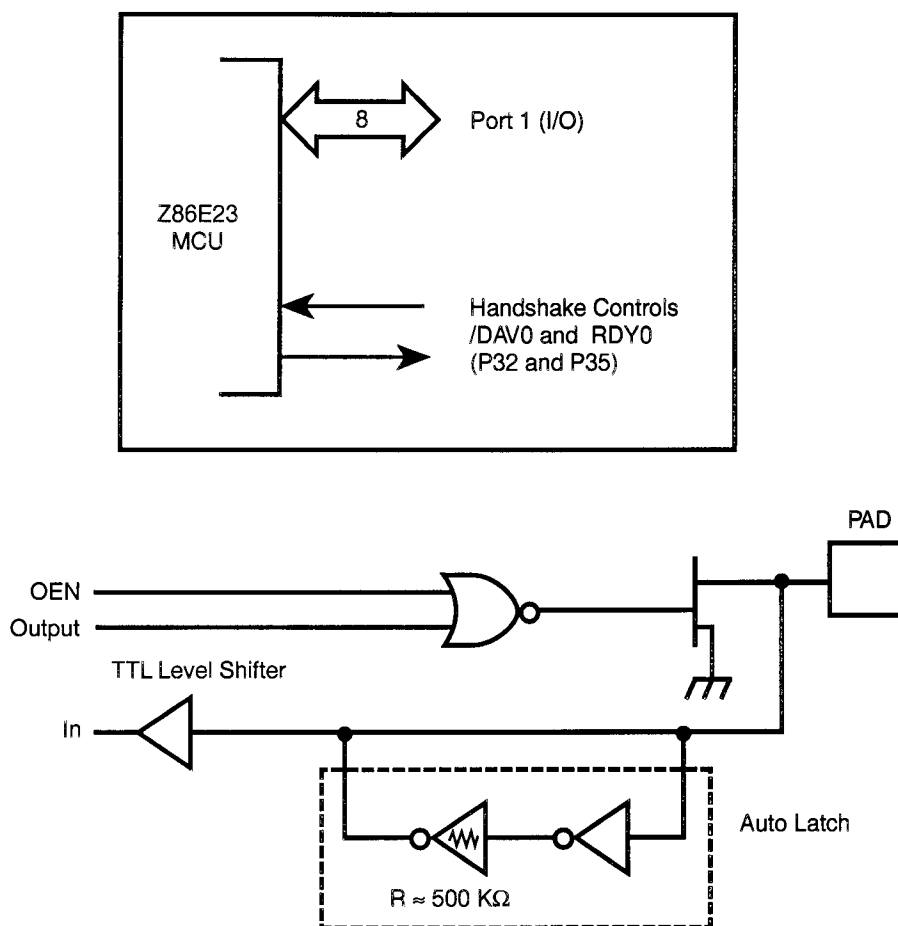 8
Port 1 (I/O)
Z86E23
MCU
Handshake Controls
/DAV0 and RDY0
(P32 and P35)
PAD
OEN
Output
TTL Level Shifter
In
Auto Latch
R ≈ 500 KΩ